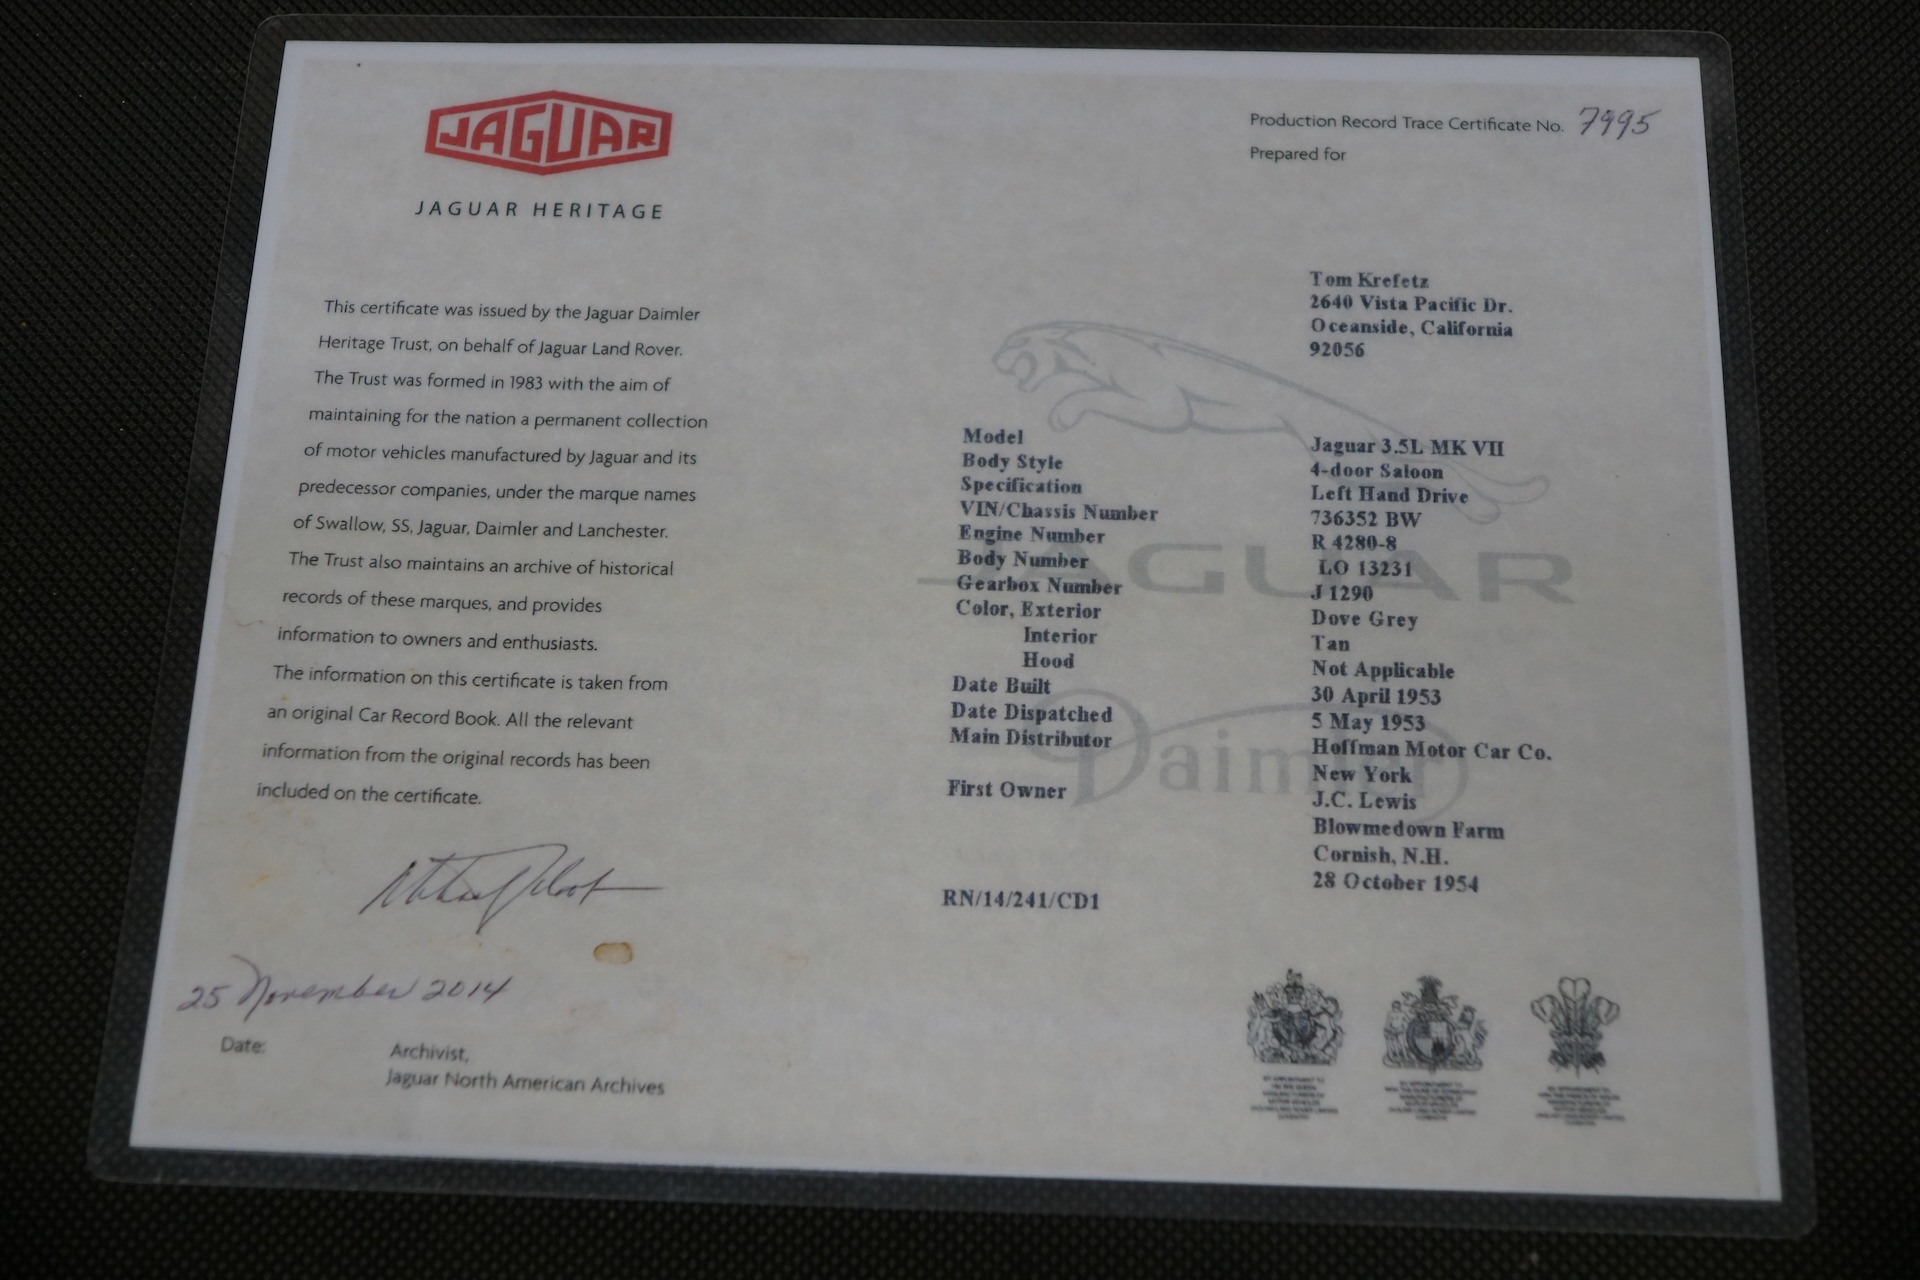 JAGUAR
JAGUAR HERITAGE
Production Record Trace Certificate No. 7995
Prepared for
Tom Krefetz
2640 Vista Pacific Dr.
Oceanside, California
92056
This certificate was issued by the Jaguar Daimler
Heritage Trust, on behalf of Jaguar Land Rover.
The Trust was formed in 1983 with the aim of
maintaining for the nation a permanent collection
of motor vehicles manufactured by Jaguar and its
predecessor companies, under the marque names
of Swallow, SS, Jaguar, Daimler and Lanchester.
The Trust also maintains an archive of historical
records of these marques, and provides
information to owners and enthusiasts.
The information on this certificate is taken from
an original Car Record Book. All the relevant
information from the original records has been
included on the certificate.
25 November 2014
Date:
Archivist,
Jaguar North American Archives
Model Jaguar 3.5L MK VII
Body Style 4-door Saloon
Specification Left Hand Drive
VIN/Chassis Number 736352 BW
Engine Number R 4280-8
Body Number LO 13231
Gearbox Number J 1290
Color, Exterior Dove Grey
Interior Tan
Hood Not Applicable
Date Built 30 April 1953
Date Dispatched 5 May 1953
Main Distributor Hoffman Motor Car Co.
New York
First Owner J.C. Lewis
Blowmedown Farm
Cornish, N.H.
28 October 1954
RN/14/241/CD1
JAGUAR
Daimler